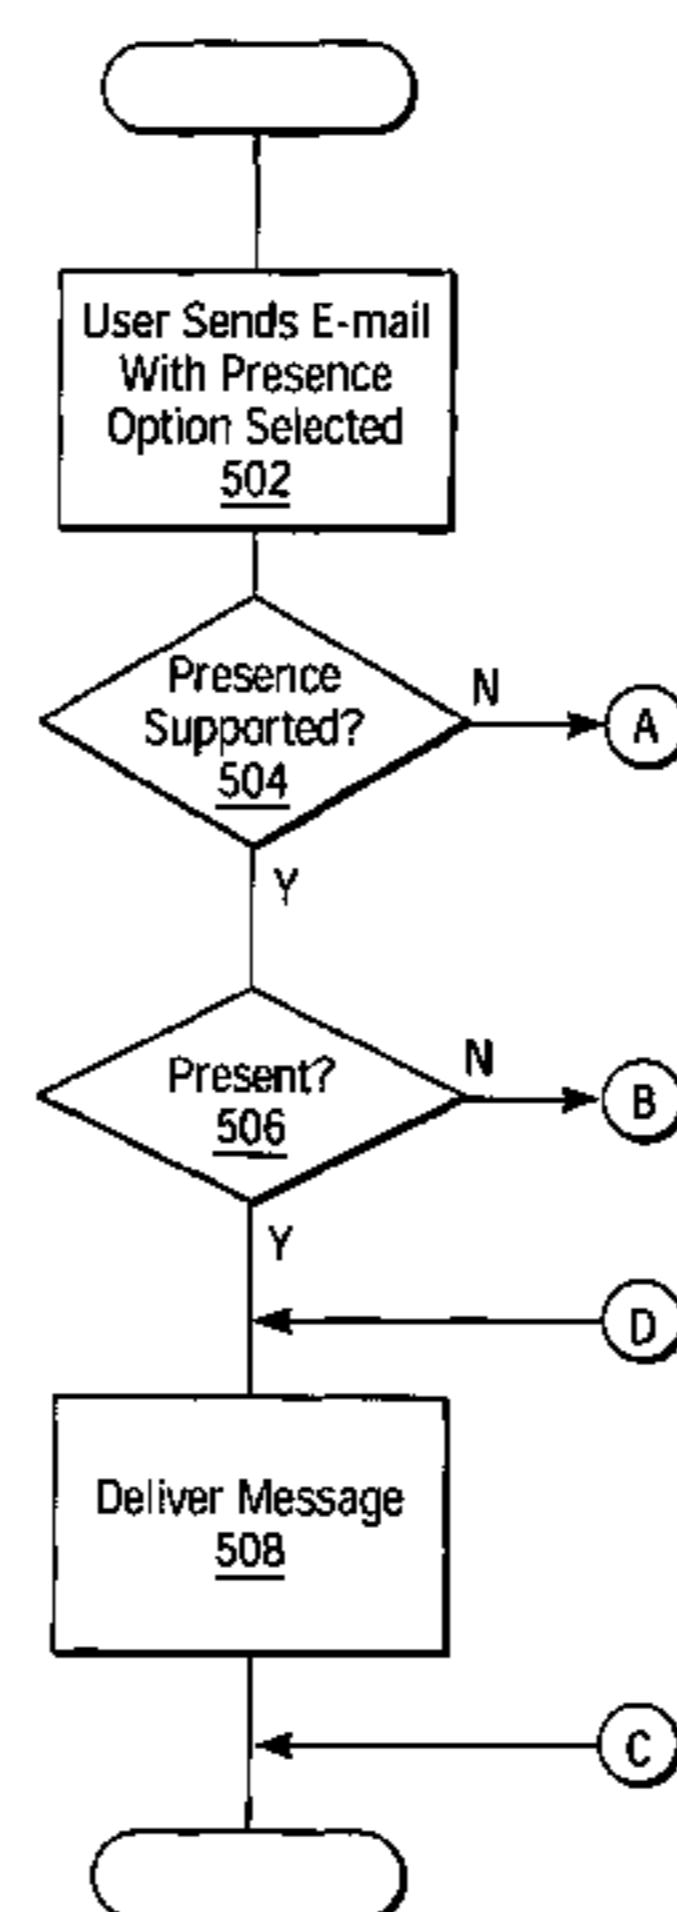 User Sends E-mail
With Presence
Option Selected
502
Presence
Supported?
504
N
A
Y
Present?
506
N
B
Y
D
Deliver Message
508
C